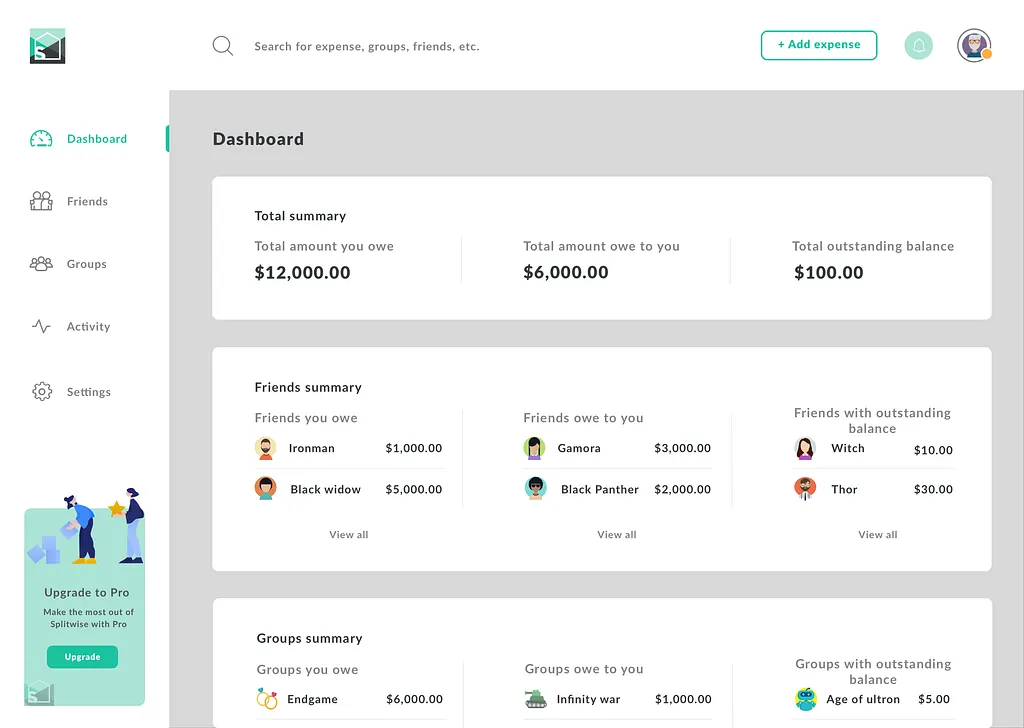 S
Search for expense, groups, friends, etc.
+ Add expense
Dashboard
Friends
Groups
Activity
Settings
Upgrade to Pro
Make the most out of
Splitwise with Pro
Upgrade
S
Dashboard
Total summary
Total amount you owe
$12,000.00
Total amount owe to you
$6,000.00
Total outstanding balance
$100.00
Friends summary
Friends you owe
Ironman $1,000.00
Black widow $5,000.00
View all
Friends owe to you
Gamora $3,000.00
Black Panther $2,000.00
View all
Friends with outstanding
balance
Witch $10.00
Thor $30.00
View all
Groups summary
Groups you owe
Endgame $6,000.00
Groups owe to you
Infinity war $1,000.00
Groups with outstanding
balance
Age of ultron $5.00